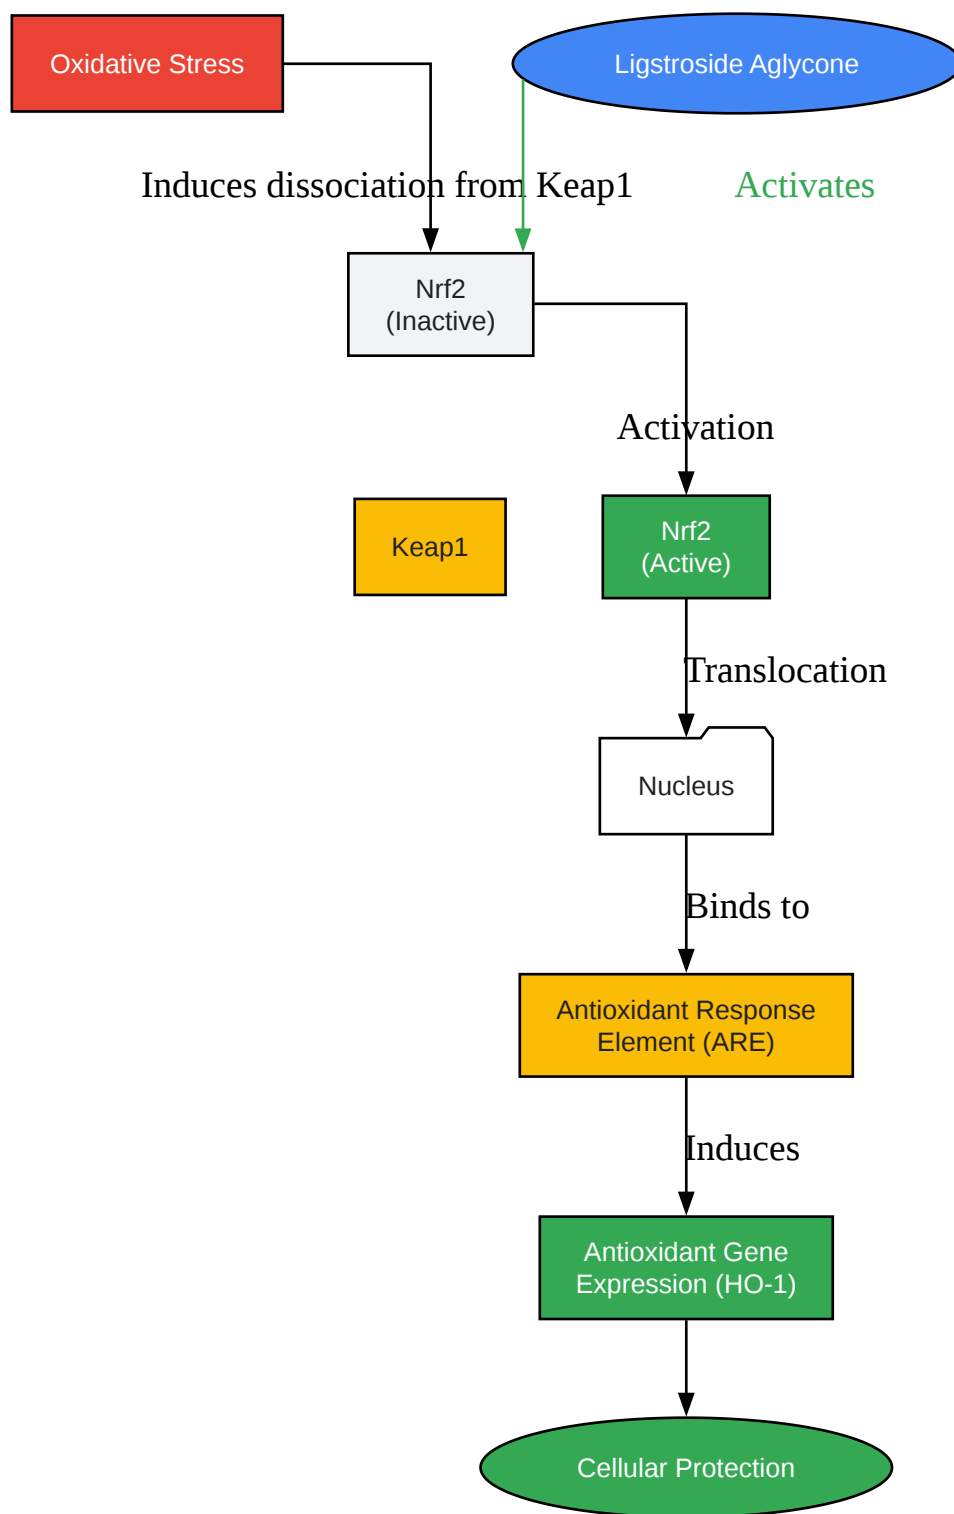 Oxidative Stress
Ligstroside Aglycone
Induces dissociation from Keap1
Activates
Nrf2
(Inactive)
Activation
Keap1
Nrf2
(Active)
Translocation
Nucleus
Binds to
Antioxidant Response
Element (ARE)
Induces
Antioxidant Gene
Expression (HO-1)
Cellular Protection